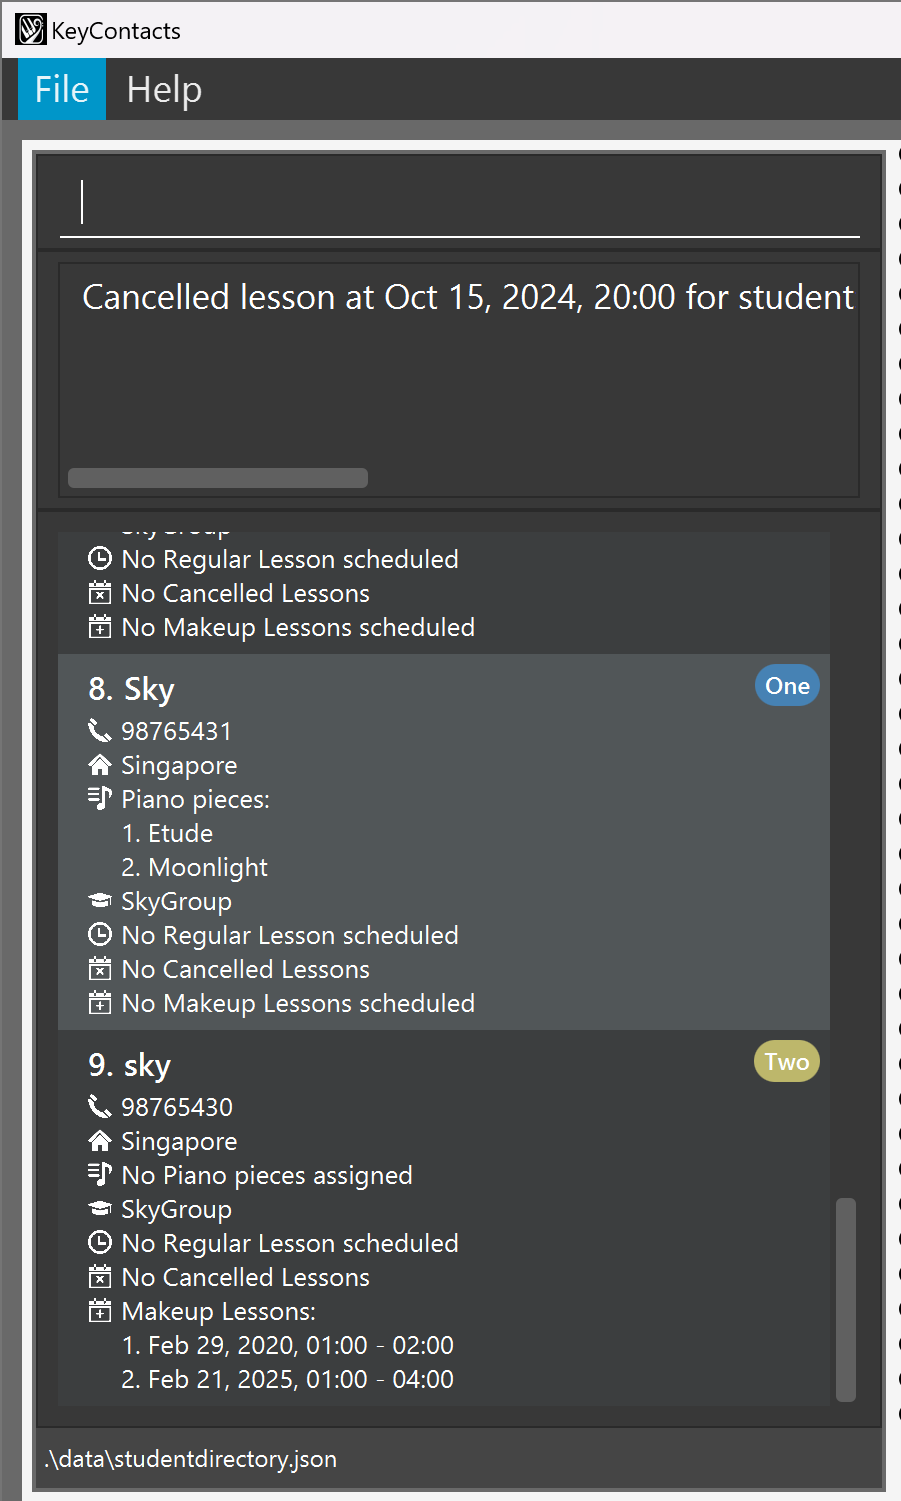 KeyContacts
File Help
Cancelled lesson at Oct 15, 2024, 20:00 for student
SkyGroup
No Regular Lesson scheduled
No Cancelled Lessons
No Makeup Lessons scheduled
8. Sky One
98765431
Singapore
Piano pieces:
1. Etude
2. Moonlight
SkyGroup
No Regular Lesson scheduled
No Cancelled Lessons
No Makeup Lessons scheduled
9. sky Two
98765430
Singapore
No Piano pieces assigned
SkyGroup
No Regular Lesson scheduled
No Cancelled Lessons
Makeup Lessons:
1. Feb 29, 2020, 01:00 - 02:00
2. Feb 21, 2025, 01:00 - 04:00
.\data\studentdirectory.json